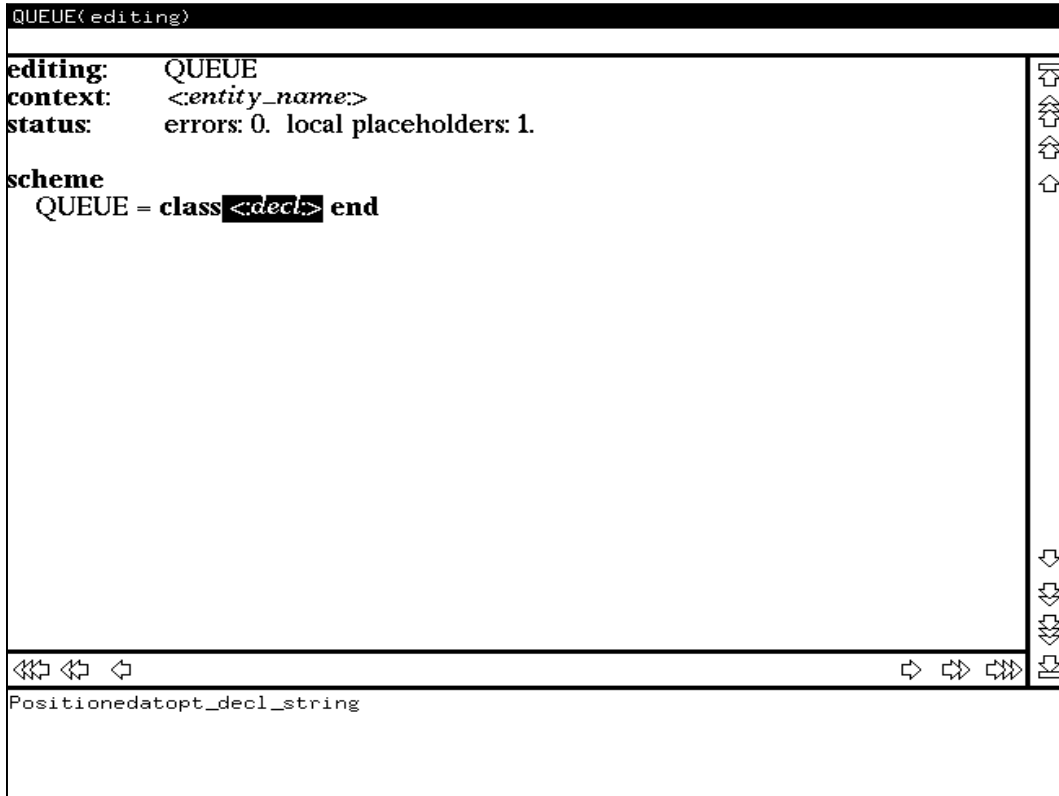 QUEUE(editing)
editing: QUEUE
context: <:entity_name:>
status: errors: 0. local placeholders: 1.
scheme
QUEUE = class <:decl:> end
Positionedatopt_decl_string